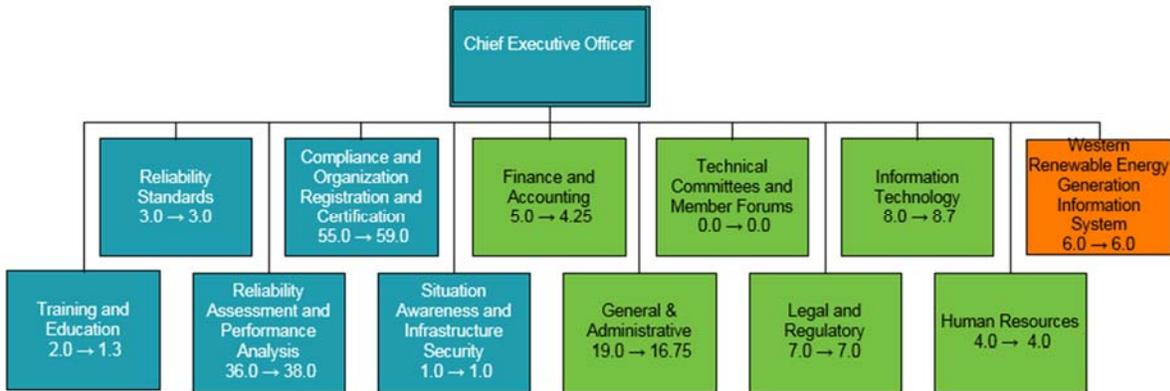 Chief Executive Officer
Reliability
Standards
3.0 → 3.0
Compliance and
Organization
Registration and
Certification
55.0 → 59.0
Finance and
Accounting
5.0 → 4.25
Technical
Committees and
Member Forums
0.0 → 0.0
Information
Technology
8.0 → 8.7
Western
Renewable Energy
Generation
Information
System
6.0 → 6.0
Training and
Education
2.0 → 1.3
Reliability
Assessment and
Performance
Analysis
36.0 → 38.0
Situation
Awareness and
Infrastructure
Security
1.0 → 1.0
General &
Administrative
19.0 → 16.75
Legal and
Regulatory
7.0 → 7.0
Human Resources
4.0 → 4.0